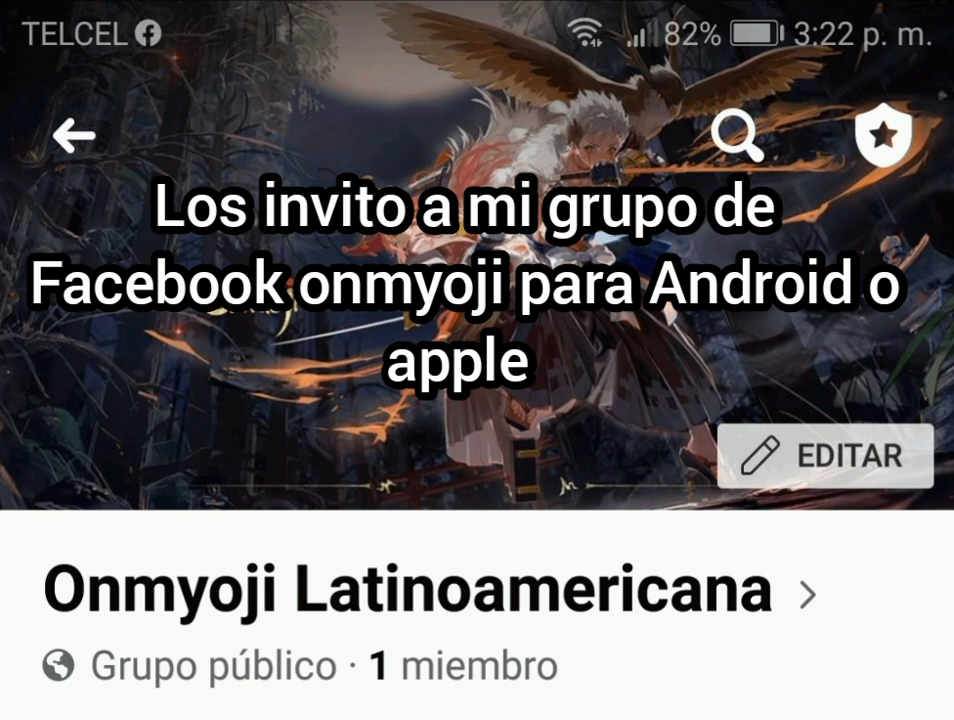 TELCEL 82% 3:22 p. m.
Los invito a mi grupo de
Facebook onmyoji para Android o
apple
EDITAR
Onmyoji Latinoamericana
Grupo público · 1 miembro